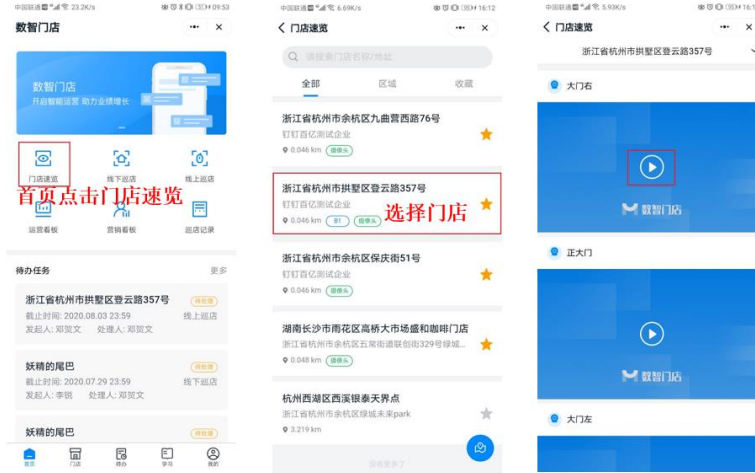 中国联通 23.2K/s 09:53
数智门店
数智门店
开启智能运营 助力业绩增长
门店速览
线下巡店
线上巡店
首页点击门店速览
运营看板
营销看板
巡店记录
待办任务
更多
浙江省杭州市拱墅区登云路357号
待处理
截止时间: 2020.08.03 23:59
线上巡店
发起人: 邓贺文 处理人: 邓贺文
妖精的尾巴
待处理
截止时间: 2020.07.29 23:59
线下巡店
发起人: 李锐 处理人: 邓贺文
妖精的尾巴
待处理
首页
门店
待办
学习
我的
中国联通 6.69K/s 16:12
门店速览
请搜索门店名称/地址
全部
区域
收藏
浙江省杭州市余杭区九曲营西路76号
钉钉百亿测试企业
0.046 km 摄像头
浙江省杭州市拱墅区登云路357号
钉钉百亿测试企业
0.046 km B1 摄像头
选择门店
浙江省杭州市余杭区保庆街51号
钉钉百亿测试企业
0.046 km 摄像头
湖南长沙市雨花区高桥大市场盛和咖啡门店
浙江省杭州市余杭区五常街道联创街329号绿城...
0.048 km 摄像头
杭州西湖区西溪银泰天界点
浙江省杭州市余杭区绿城未来park
3.219 km
没有更多了
中国联通 5.93K/s 16:1
门店速览
浙江省杭州市拱墅区登云路357号
大门右
数智门店
正大门
数智门店
大门左